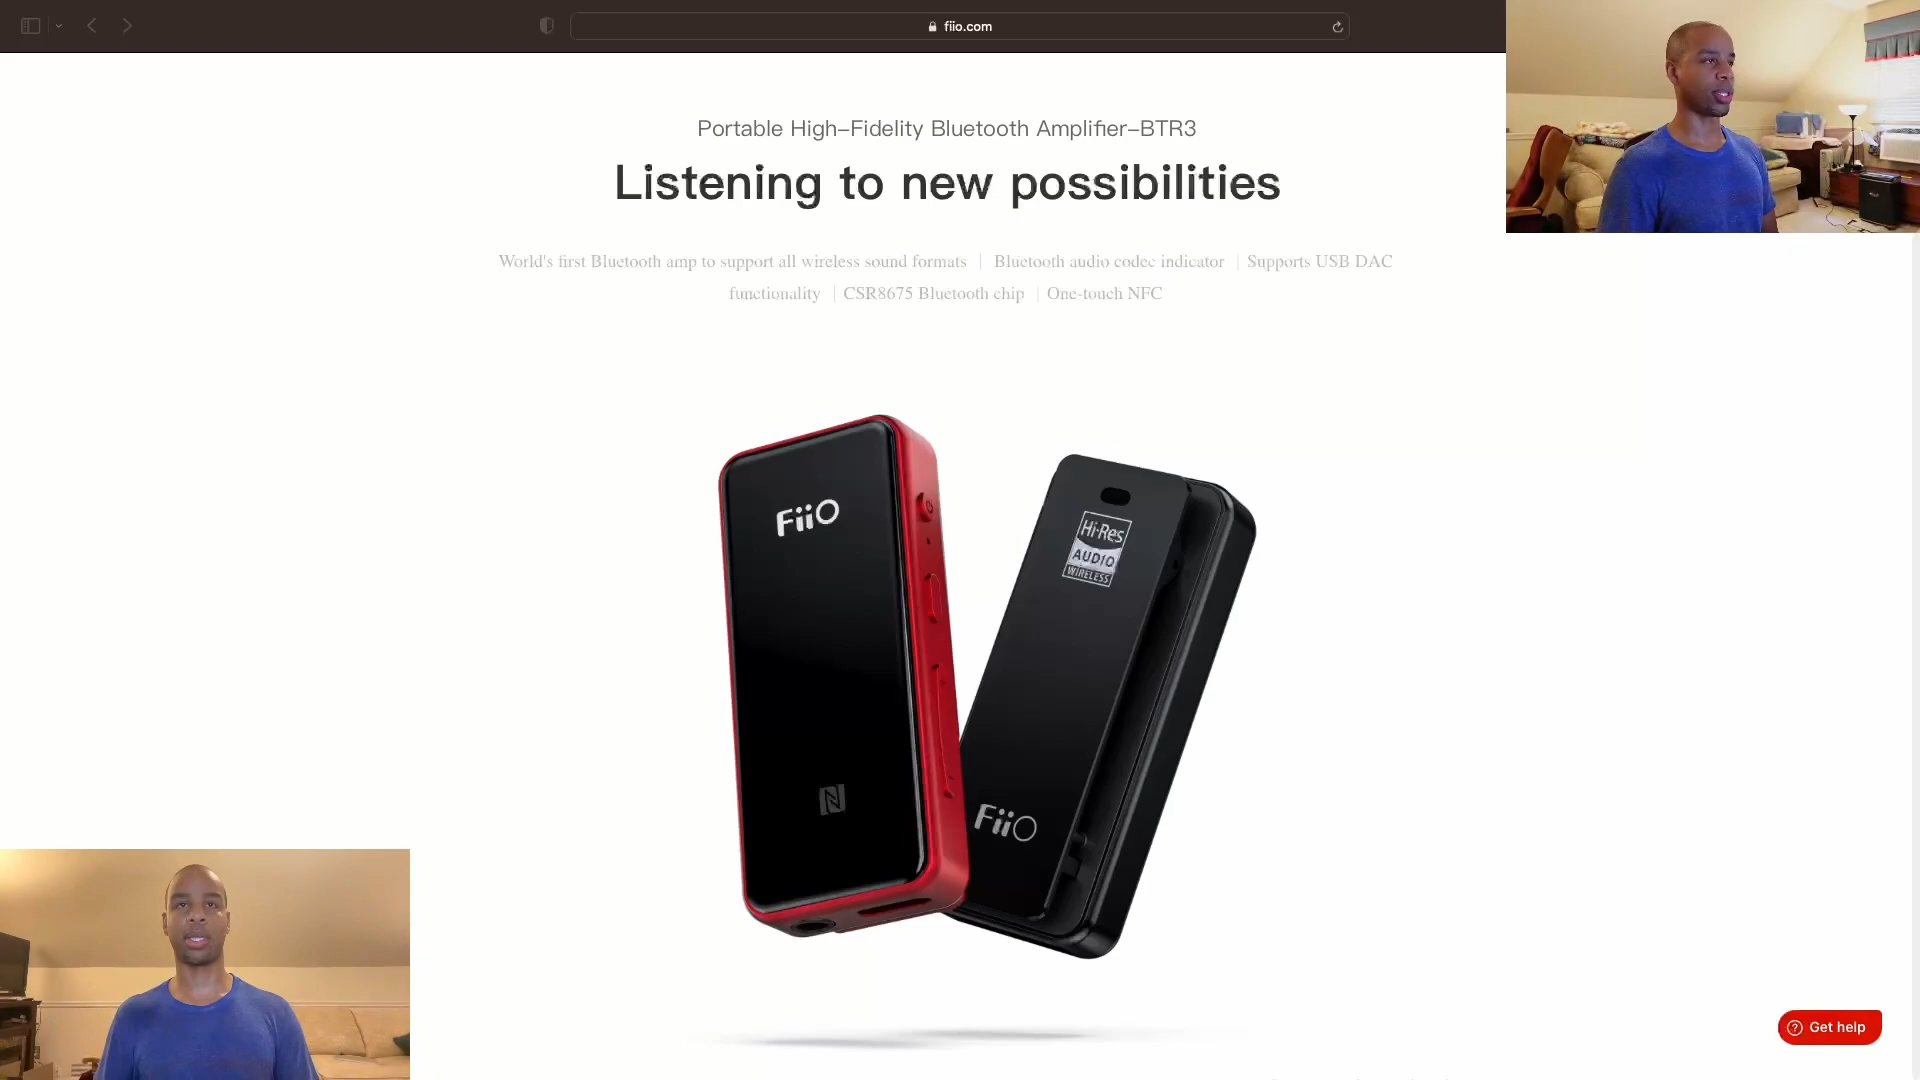 fiio.com
Portable High-Fidelity Bluetooth Amplifier-BTR3
Listening to new possibilities
World's first Bluetooth amp to support all wireless sound formats | Bluetooth audio codec indicator | Supports USB DAC
functionality | CSR8675 Bluetooth chip | One-touch NFC
FiiO
Hi-Res
AUDIO
WIRELESS
FiiO
Get help